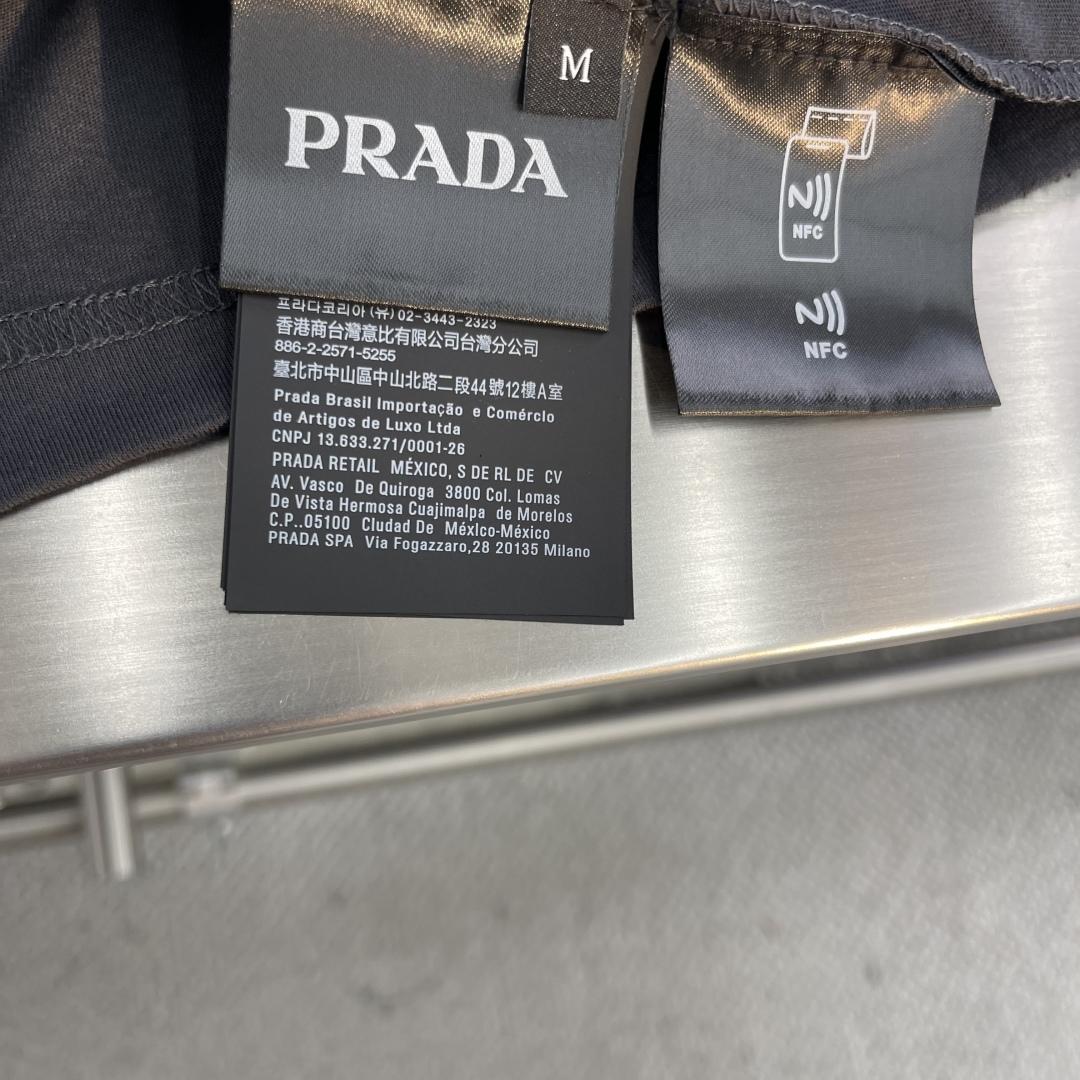 M
PRADA
프라다코리아 (유) 02-3443-2323
香港商台灣意比有限公司台灣分公司
886-2-2571-5255
臺北市中山區中山北路二段44號12樓A室
Prada Brasil Importação e Comércio
de Artigos de Luxo Ltda
CNPJ 13.633.271/0001-26
PRADA RETAIL MÉXICO, S DE RL DE CV
AV. Vasco De Quiroga 3800 Col. Lomas
De Vista Hermosa Cuajimalpa de Morelos
C.P..05100 Cludad De MéxIco-México
PRADA SPA Via Fogazzaro,28 20135 Milano
NFC
NFC